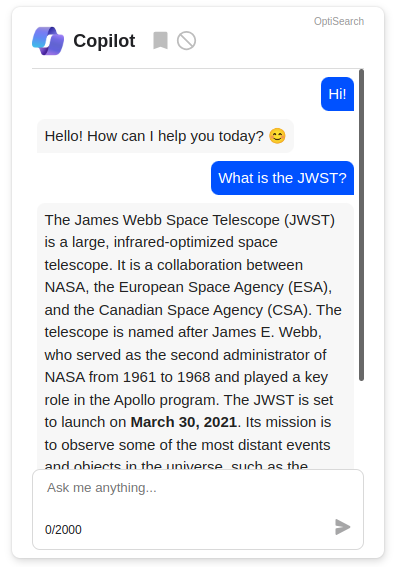 OptiSearch
Copilot
Hi!
Hello! How can I help you today? 😊
What is the JWST?
The James Webb Space Telescope (JWST)
is a large, infrared-optimized space
telescope. It is a collaboration between
NASA, the European Space Agency (ESA),
and the Canadian Space Agency (CSA). The
telescope is named after James E. Webb,
who served as the second administrator of
NASA from 1961 to 1968 and played a key
role in the Apollo program. The JWST is set
to launch on March 30, 2021. Its mission is
to observe some of the most distant events
and objects in the universe, such as the
Ask me anything...
0/2000